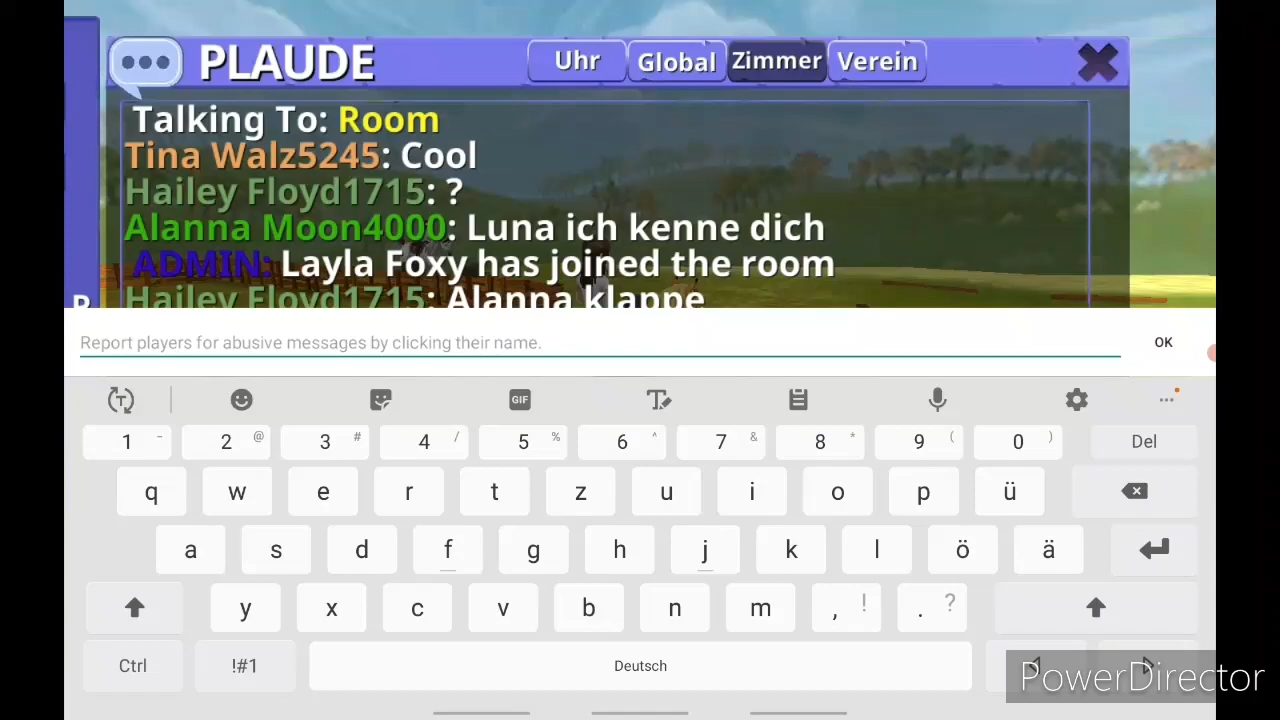 PLAUDE Uhr Global Zimmer Verein
Talking To: Room
Tina Walz5245: Cool
Hailey Floyd1715: ?
Alanna Moon4000: Luna ich kenne dich
ADMIN: Layla Foxy has joined the room
Hailey Floyd1715: Alanna klappe
Report players for abusive messages by clicking their name. OK
T GIF T
1 - 2 @ 3 # 4 / 5 % 6 ^ 7 & 8 * 9 ( 0 ) Del
q w e r t z u i o p ü
a s d f g h j k l ö ä
y x c v b n m , ! . ?
Ctrl !#1 Deutsch
PowerDirector